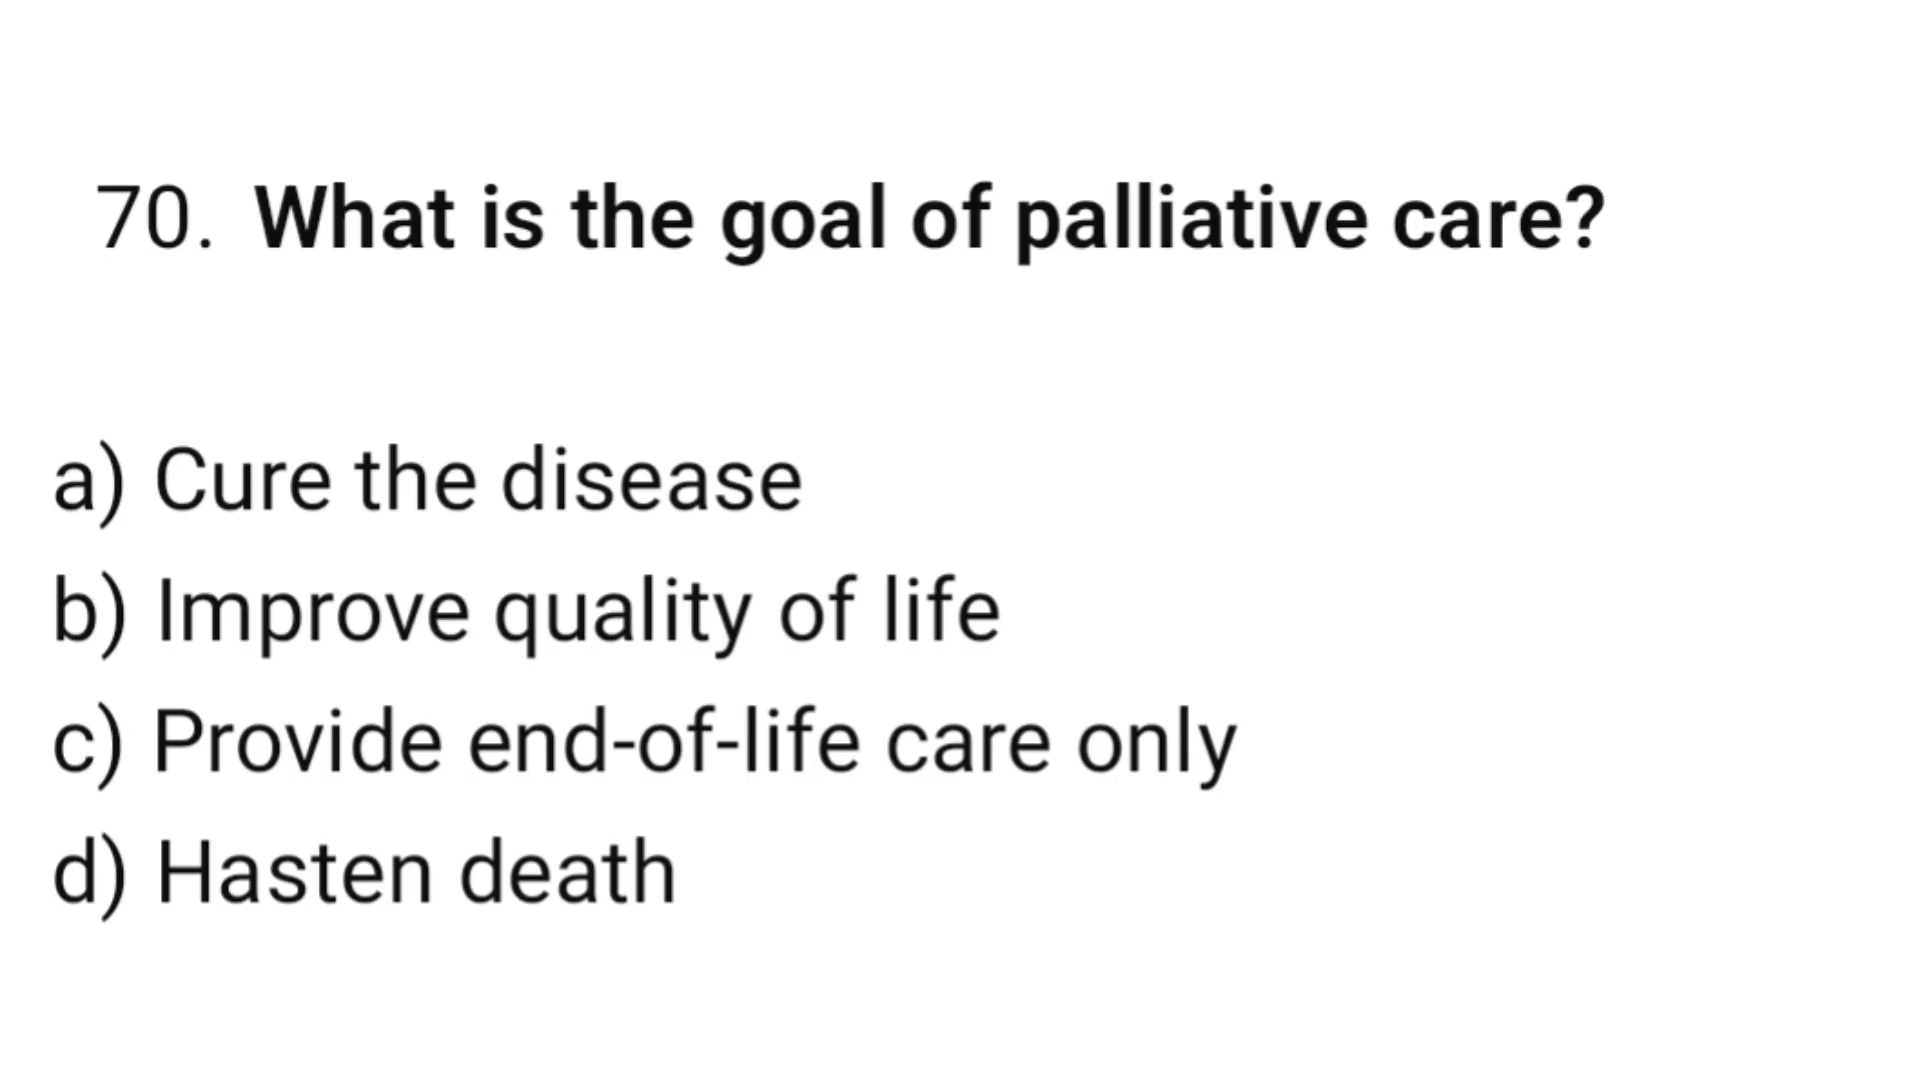 70. What is the goal of palliative care?
a) Cure the disease
b) Improve quality of life
c) Provide end-of-life care only
d) Hasten death